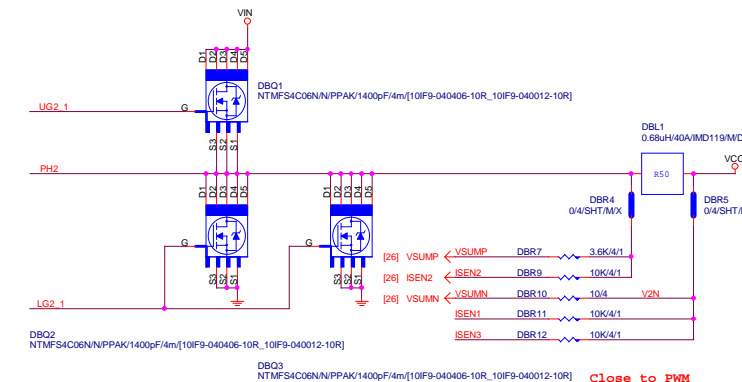 VIN
D1 D2 D3 D4 D5
DBQ1
NTMFS4C06N/N/PPAK/1400pF/4m/[10IF9-040406-10R_10IF9-040012-10R]
UG2_1
G
S3 S2 S1
DBL1
0.68uH/40A/IMD119/M/D
VCC
PH2
R50
D1 D2 D3 D4 D5
D1 D2 D3 D4 D5
DBR4
0/4/SHT/M/X
DBR5
0/4/SHT/
G
G
[26] VSUMP VSUMP DBR7 3.6K/4/1
[26] ISEN2 ISEN2 DBR9 10K/4/1
S3 S2 S1
S3 S2 S1
[26] VSUMN VSUMN DBR10 10/4 V2N
LG2_1
ISEN1 DBR11 10K/4/1
ISEN3 DBR12 10K/4/1
DBQ2
NTMFS4C06N/N/PPAK/1400pF/4m/[10IF9-040406-10R_10IF9-040012-10R]
DBQ3
NTMFS4C06N/N/PPAK/1400pF/4m/[10IF9-040406-10R_10IF9-040012-10R]
Close to PWM